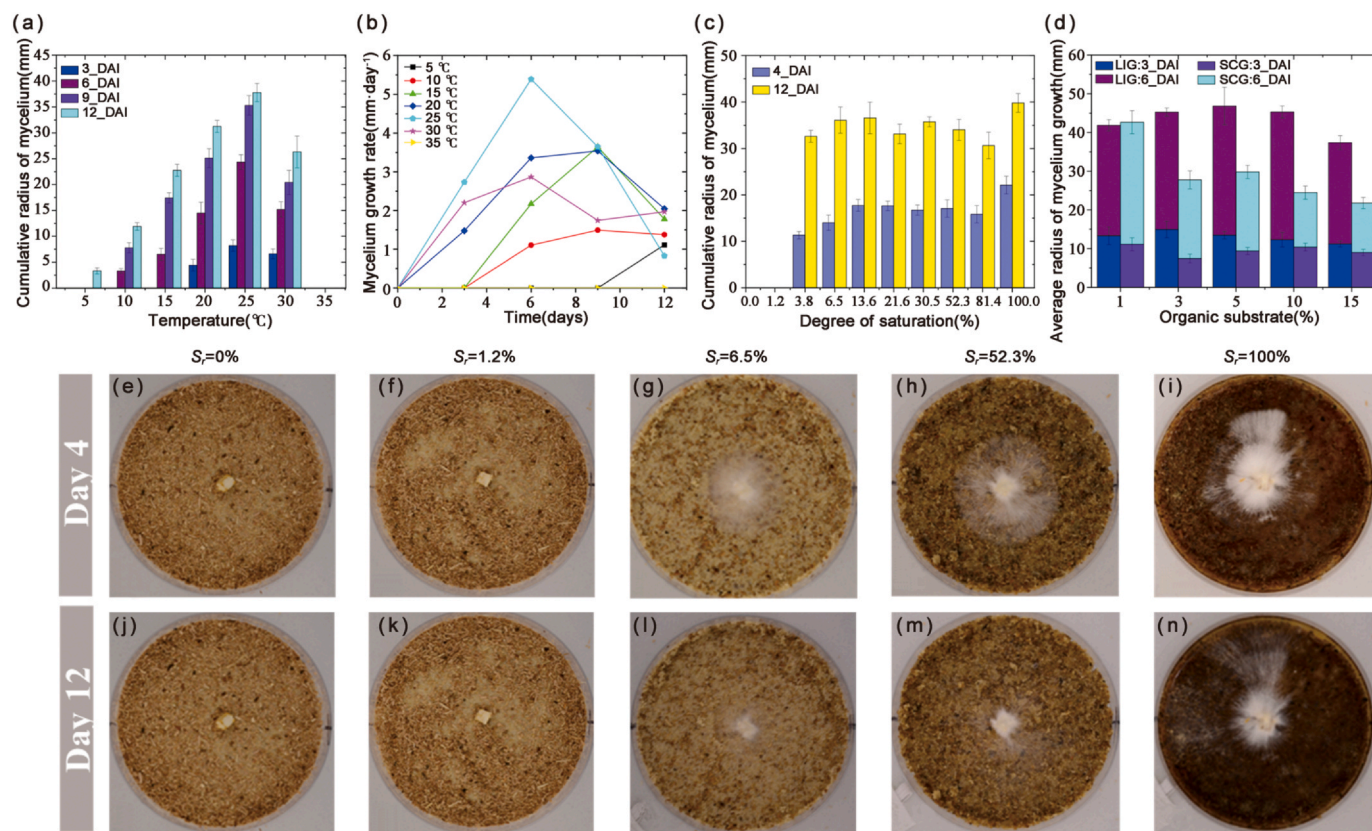 (a)
Cumulative radius of mycelium(mm)
45
40
35
30
25
20
15
10
5
0
3_DAI
6_DAI
9_DAI
12_DAI
5 10 15 20 25 30 35
Temperature(℃)
(b)
Mycelium growth rate(mm·day⁻¹)
6
5
4
3
2
1
0
5 ℃
10 ℃
15 ℃
20 ℃
25 ℃
30 ℃
35 ℃
0 2 4 6 8 10 12
Time(days)
(c)
Cumulative radius of mycelium(mm)
50
40
30
20
10
0
4_DAI
12_DAI
0.0 1.2 3.8 6.5 13.6 21.6 30.5 52.3 81.4 100.0
Degree of saturation(%)
(d)
Average radius of mycelium growth(mm)
60
50
40
30
20
10
0
LIG:3_DAI SCG:3_DAI
LIG:6_DAI SCG:6_DAI
1 3 5 10 15
Organic substrate(%)
Sᵣ=0% Sᵣ=1.2% Sᵣ=6.5% Sᵣ=52.3% Sᵣ=100%
Day 4
(e) (f) (g) (h) (i)
Day 12
(j) (k) (l) (m) (n)